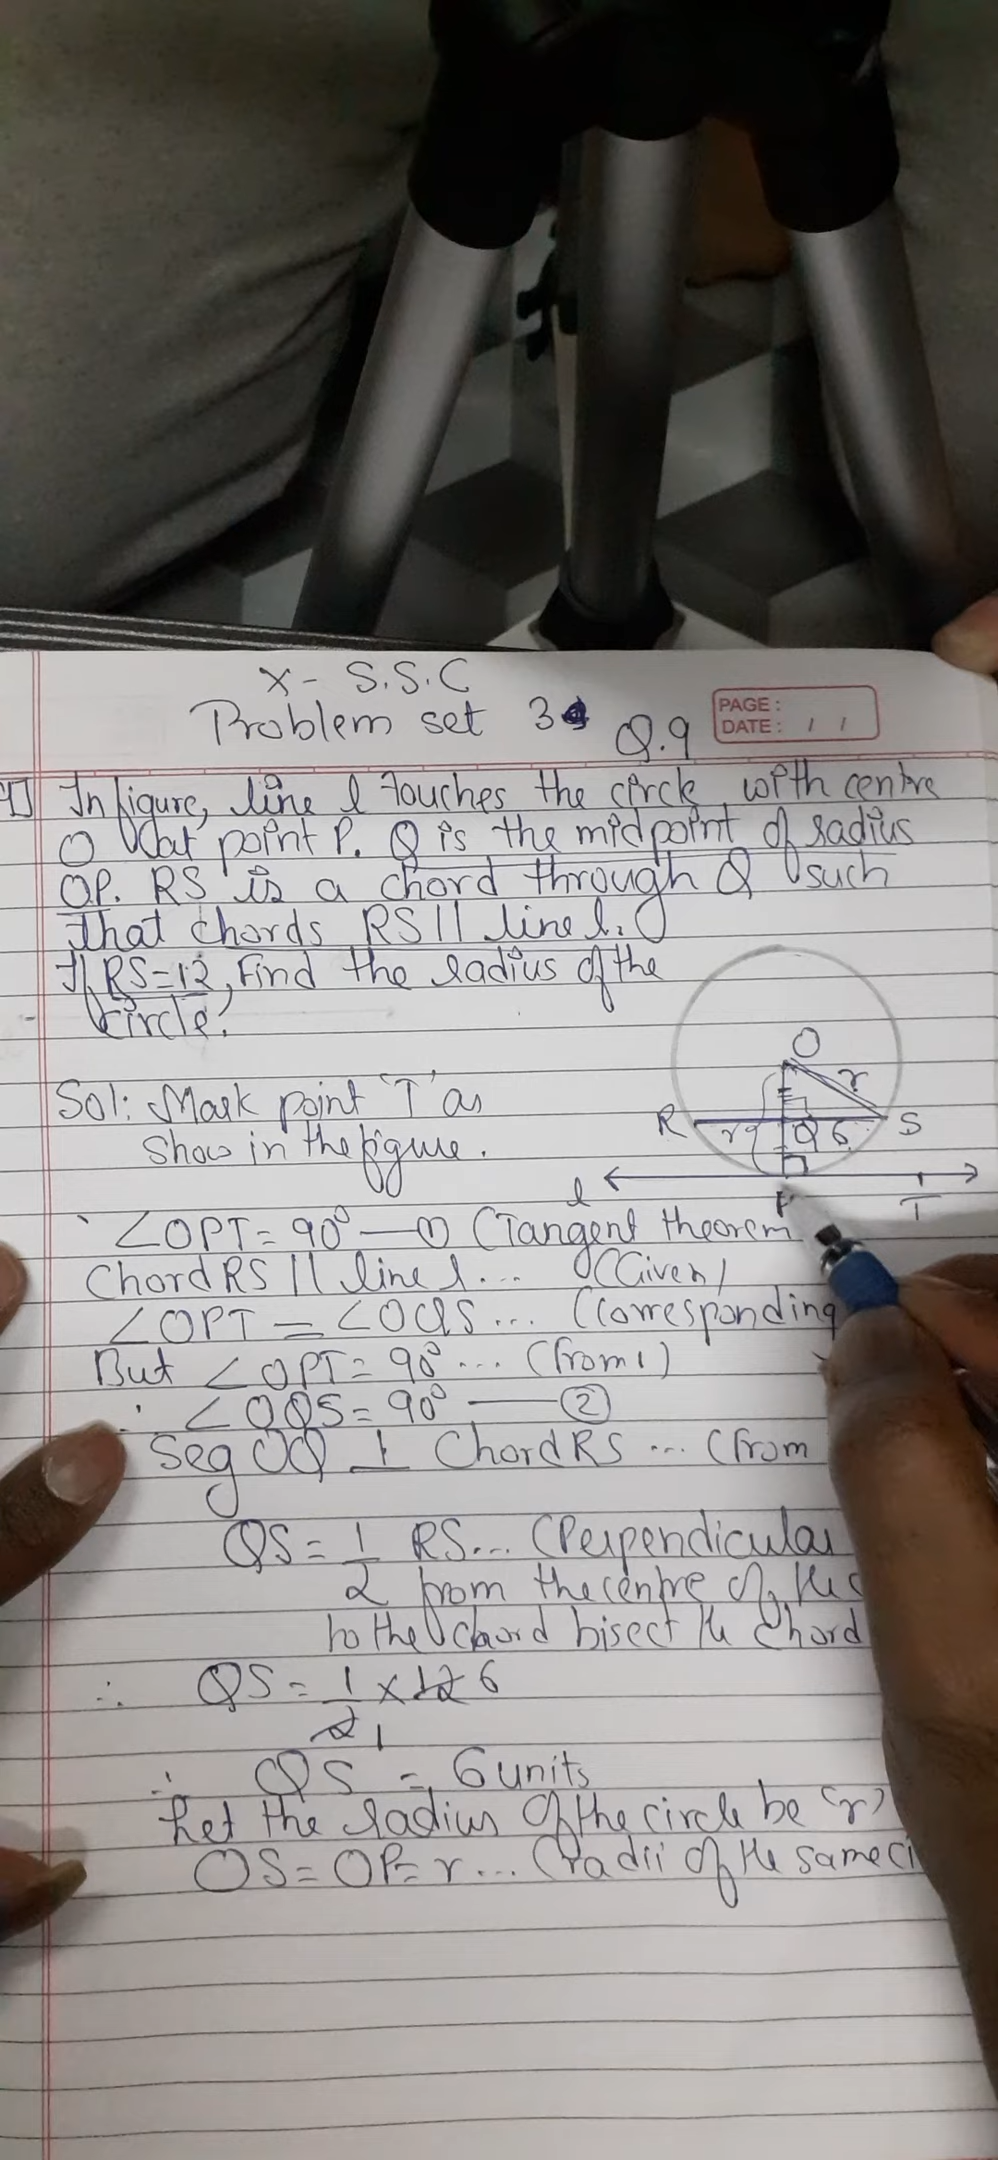 X - S.S.C
Problem set 3 Q.9
PAGE :
DATE : / /
In figure, line l touches the circle with centre
O at point P. Q is the midpoint of radius
OP. RS is a chord through Q such
that chords RS || line l.
If RS=12, Find the radius of the
circle.
O
r
R
Q
6
S
l
P
T
Sol: Mark point 'T' as
Show in the figure.
∠OPT = 90° — ① (Tangent theorem
Chord RS || line l... (Given)
∠OPT = ∠OQS... (Corresponding
But ∠OPT = 90°... (from 1)
∴ ∠OQS = 90° — ②
Seg OQ ⊥ Chord RS ... (from
QS = 1/2 RS... (Perpendicular
from the centre of the c
to the chord bisect the chord
∴ QS = 1/2 × 12 6
1
∴ QS = 6 units
Let the radius of the circle be 'r'
OS = OP = r... (radii of the same ci